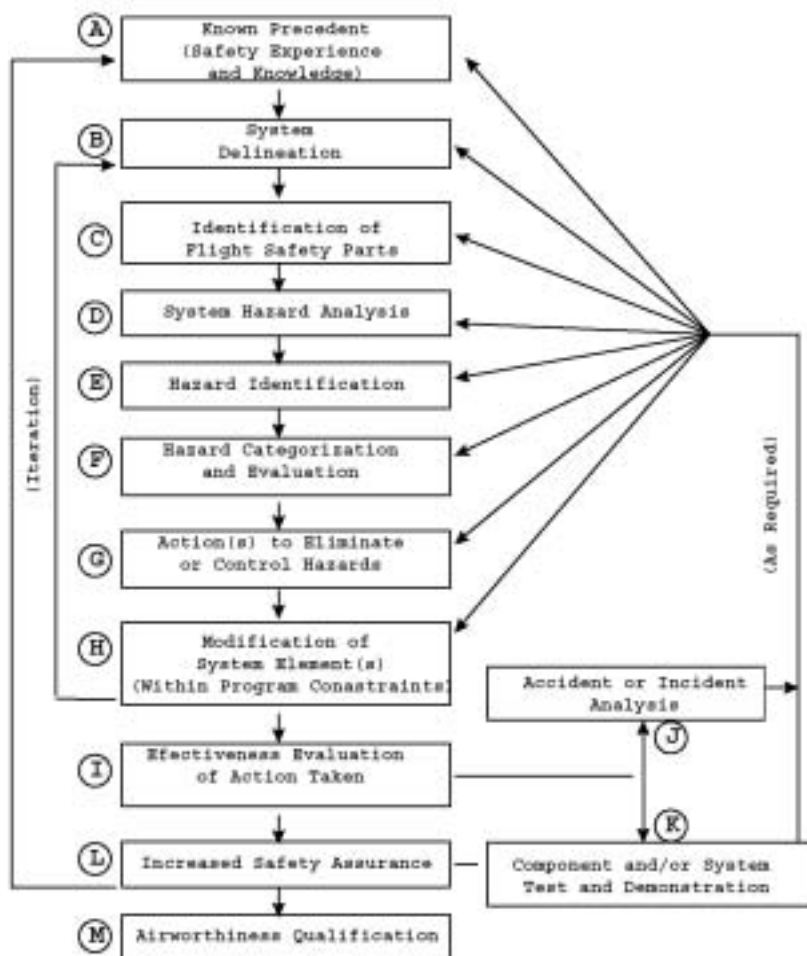 A
Known Precedent
(Safety Experience
and Knowledge)
B
System
Delineation
C
Identification of
Flight Safety Parts
D
System Hazard Analysis
E
Hazard Identification
F
Hazard Categorization
and Evaluation
G
Action(s) to Eliminate
or Control Hazards
H
Modification of
System Element(s)
(Within Program Conastraints)
I
Efectiveness Evaluation
of Action Taken
L
Increased Safety Assurance
M
Airworthiness Qualification
(Iteration)
(As Required)
Accident or Incident
Analysis
J
K
Component and/or System
Test and Demonstration